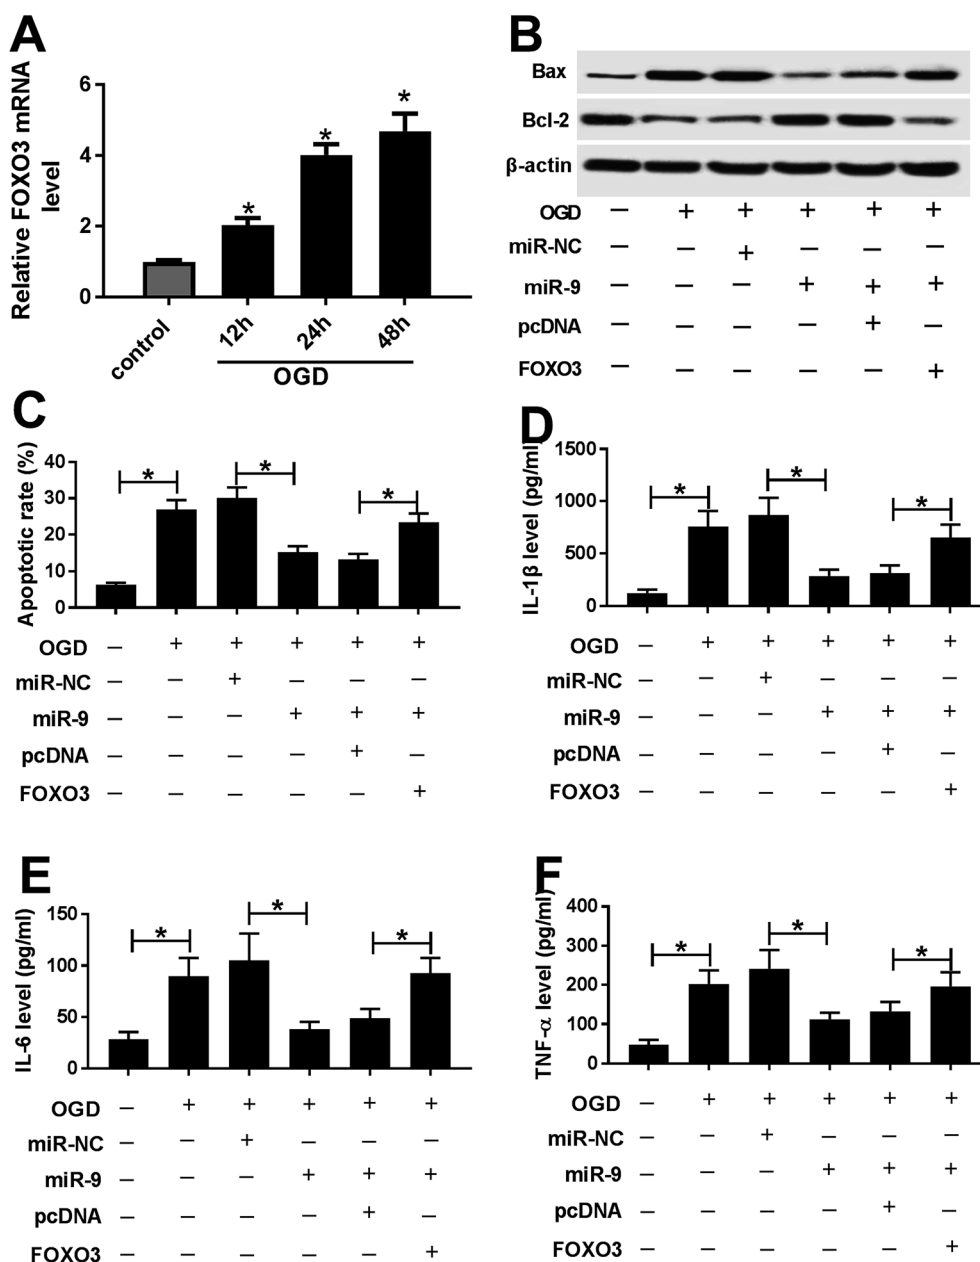 A
Relative FOXO3 mRNA
level
6
4
2
0
*
*
*
control
12h
24h
48h
OGD
B
Bax
Bcl-2
β-actin
OGD – + + + + +
miR-NC – – + – – –
miR-9 – – – + + +
pcDNA – – – – + –
FOXO3 – – – – – +
C
Apoptotic rate (%)
40
30
20
10
0
*
*
*
OGD – + + + + +
miR-NC – – + – – –
miR-9 – – – + + +
pcDNA – – – – + –
FOXO3 – – – – – +
D
IL-1β level (pg/ml)
1500
1000
500
0
*
*
*
OGD – + + + + +
miR-NC – – + – – –
miR-9 – – – + + +
pcDNA – – – – + –
FOXO3 – – – – – +
E
IL-6 level (pg/ml)
150
100
50
0
*
*
*
OGD – + + + + +
miR-NC – – + – – –
miR-9 – – – + + +
pcDNA – – – – + –
FOXO3 – – – – – +
F
TNF-α level (pg/ml)
400
300
200
100
0
*
*
*
OGD – + + + + +
miR-NC – – + – – –
miR-9 – – – + + +
pcDNA – – – – + –
FOXO3 – – – – – +